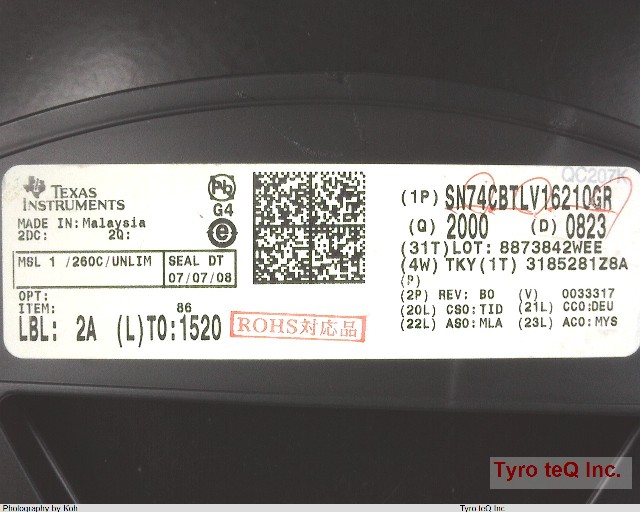 QC207K
TEXAS
INSTRUMENTS
MADE IN: Malaysia
2DC: 2Q:
Pb
G4
e
MSL 1 /260C/UNLIM
SEAL DT
07/07/08
OPT:
ITEM:
86
LBL: 2A (L)TO:1520
ROHS対応品
(1P) SN74CBTLV16210GR
(Q) 2000 (D) 0823
(31T)LOT: 8873842WEE
(4W) TKY(1T) 3185281Z8A
(P)
(2P) REV: B0 (V) 0033317
(20L) CSO:TID (21L) CCO:DEU
(22L) ASO:MLA (23L) ACO:MYS
Tyro teQ Inc.
Photography by Koh
Tyro teQ Inc